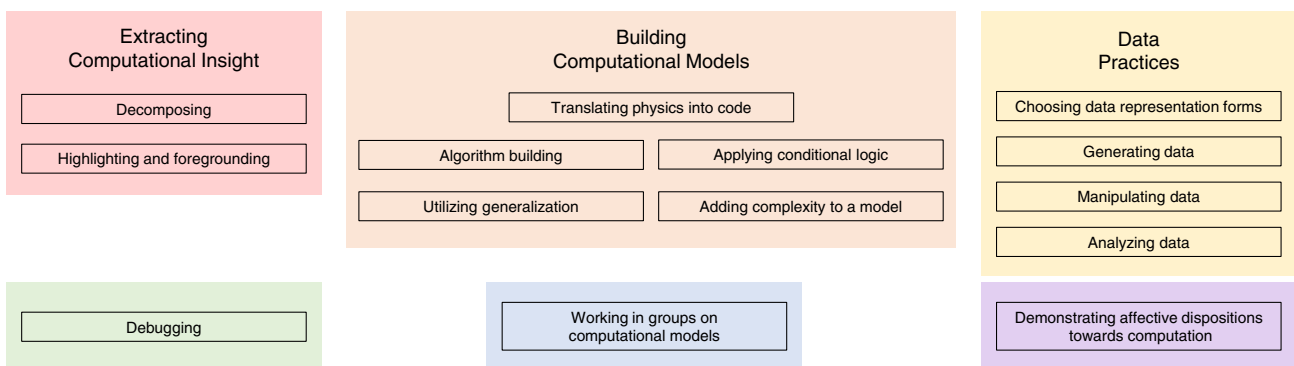 Extracting
Computational Insight
Decomposing
Highlighting and foregrounding
Building
Computational Models
Translating physics into code
Algorithm building
Applying conditional logic
Utilizing generalization
Adding complexity to a model
Data
Practices
Choosing data representation forms
Generating data
Manipulating data
Analyzing data
Debugging
Working in groups on
computational models
Demonstrating affective dispositions
towards computation